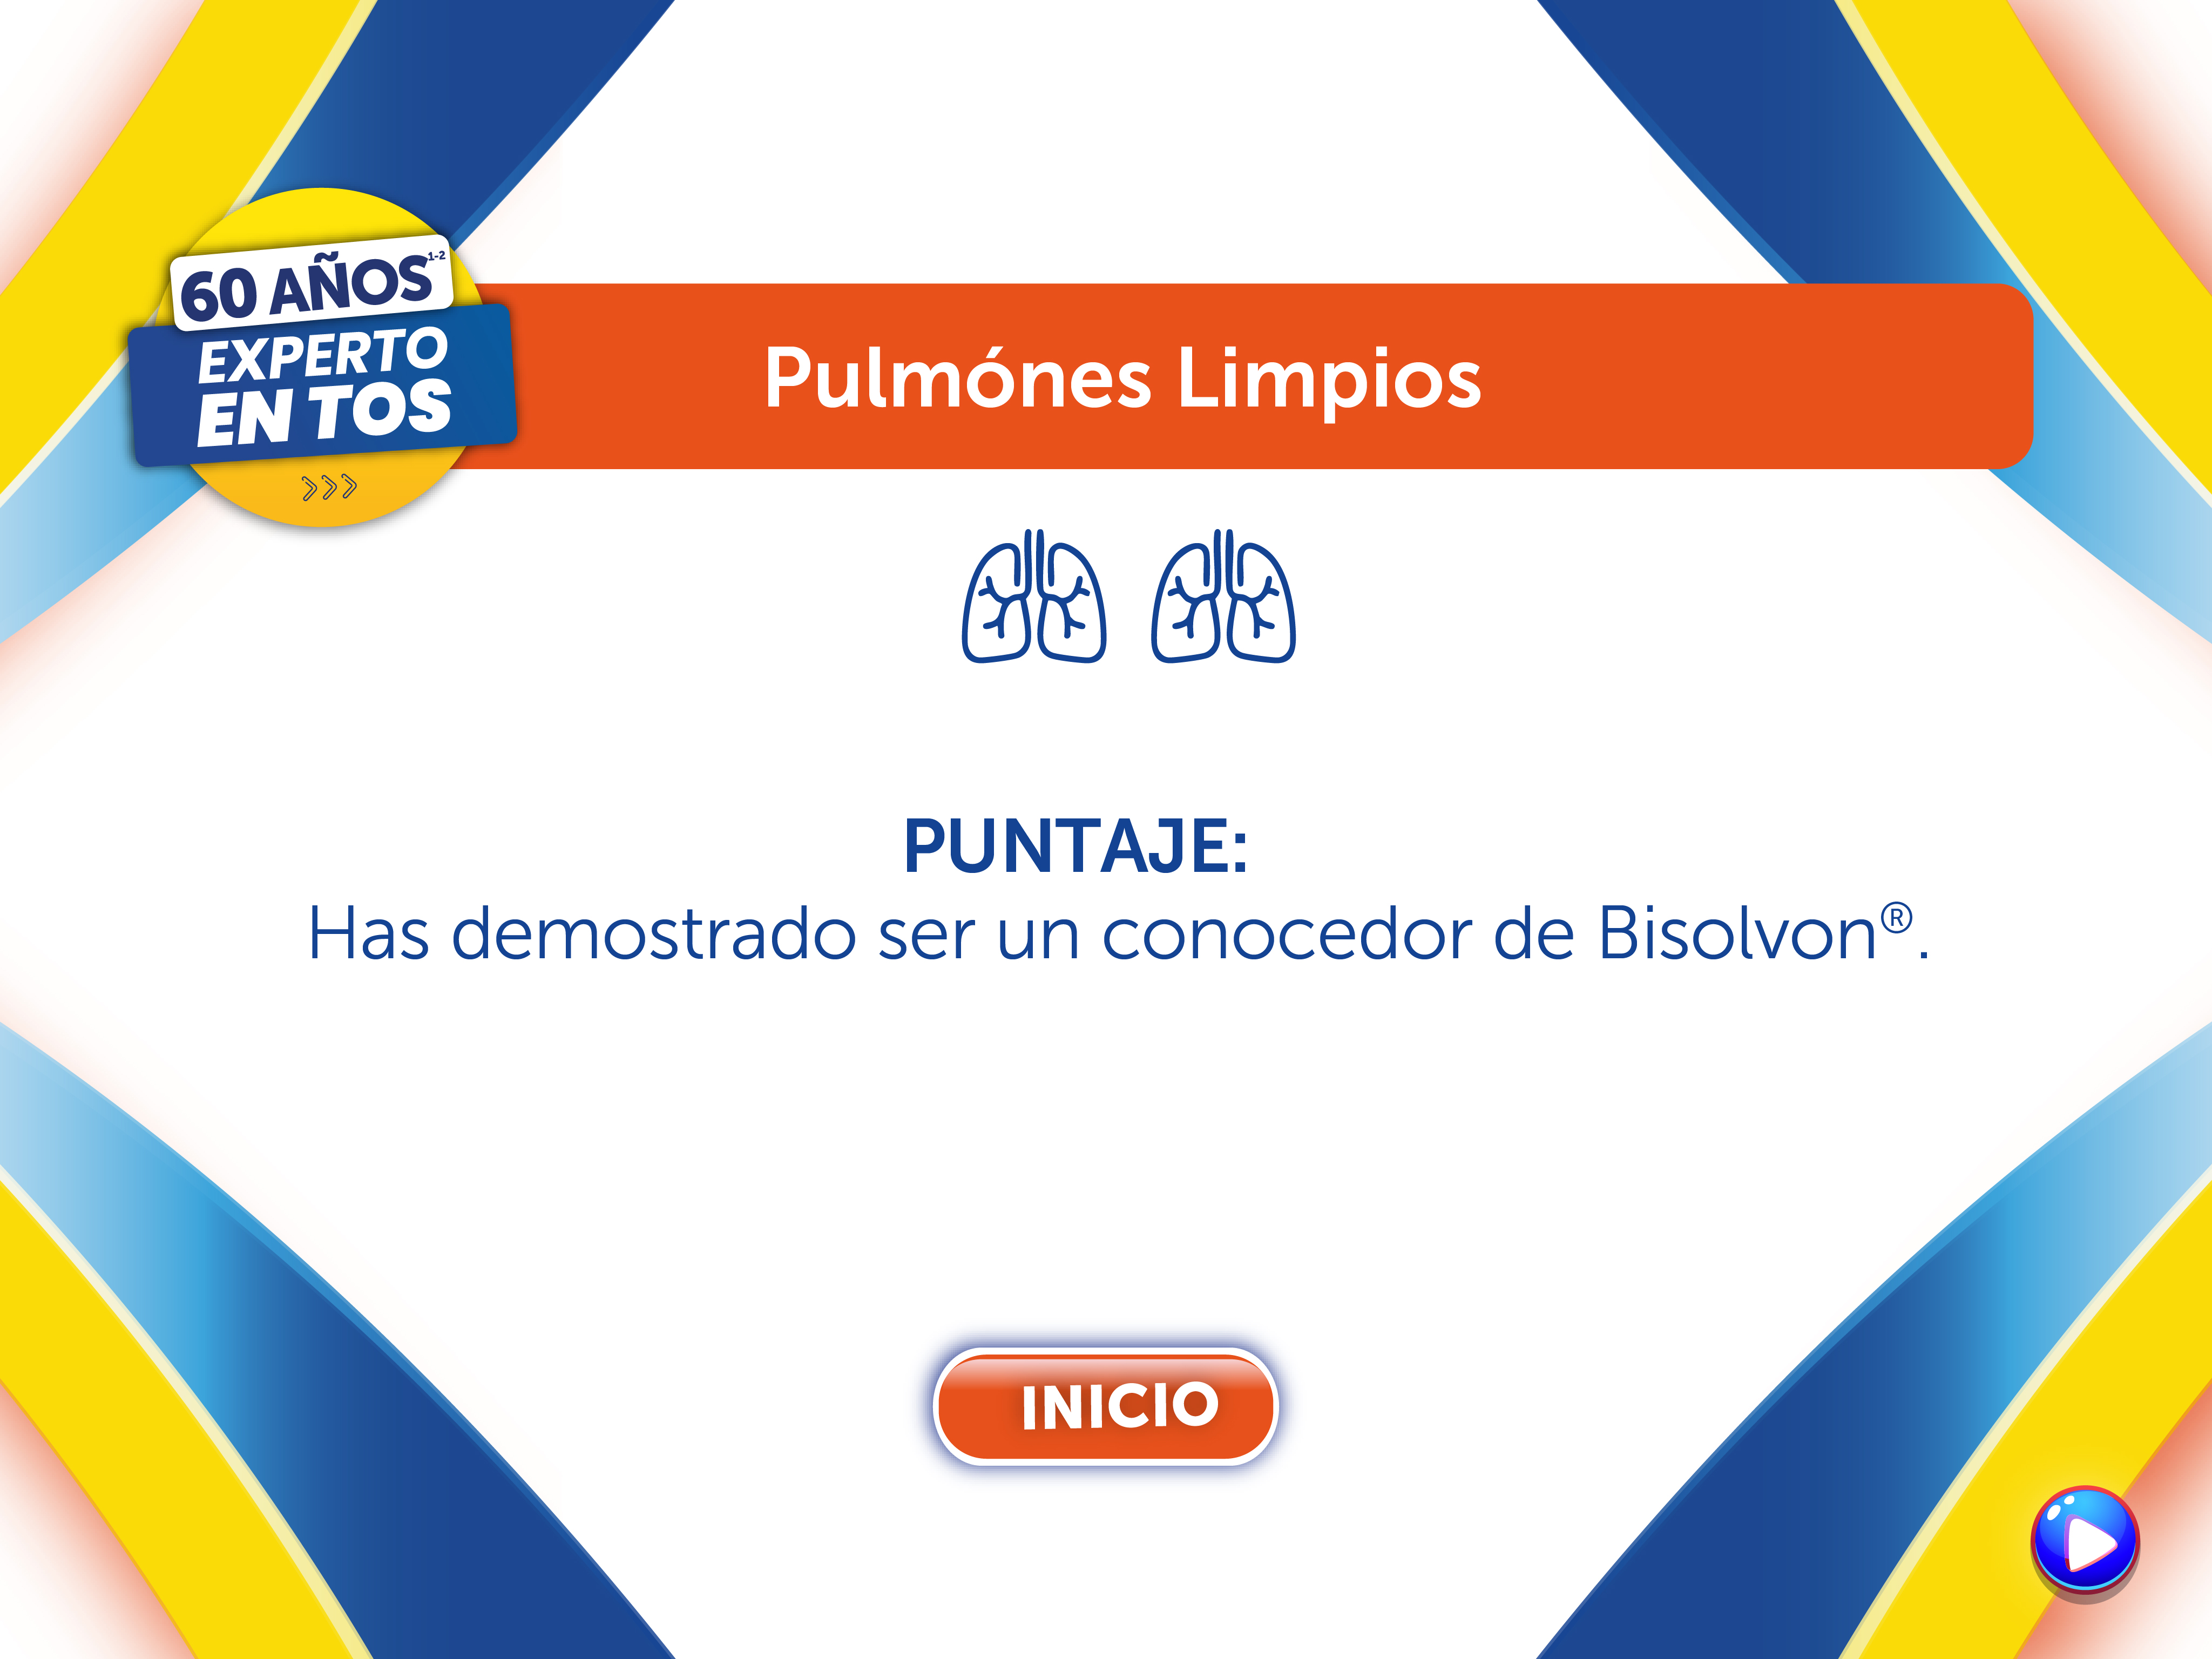 60 AÑOS¹⁻²
EXPERTO
EN TOS
Pulmónes Limpios
PUNTAJE:
Has demostrado ser un conocedor de Bisolvon®.
INICIO